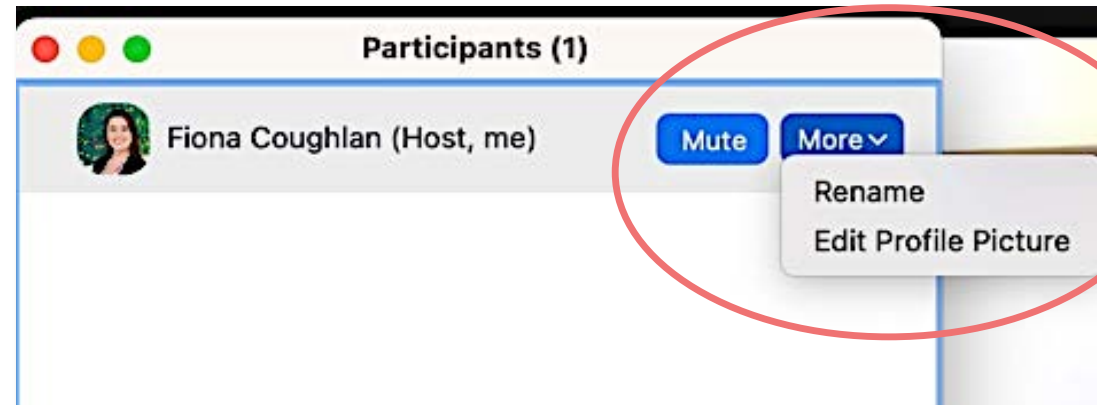 Participants (1)
Fiona Coughlan (Host, me) Mute More
Rename
Edit Profile Picture